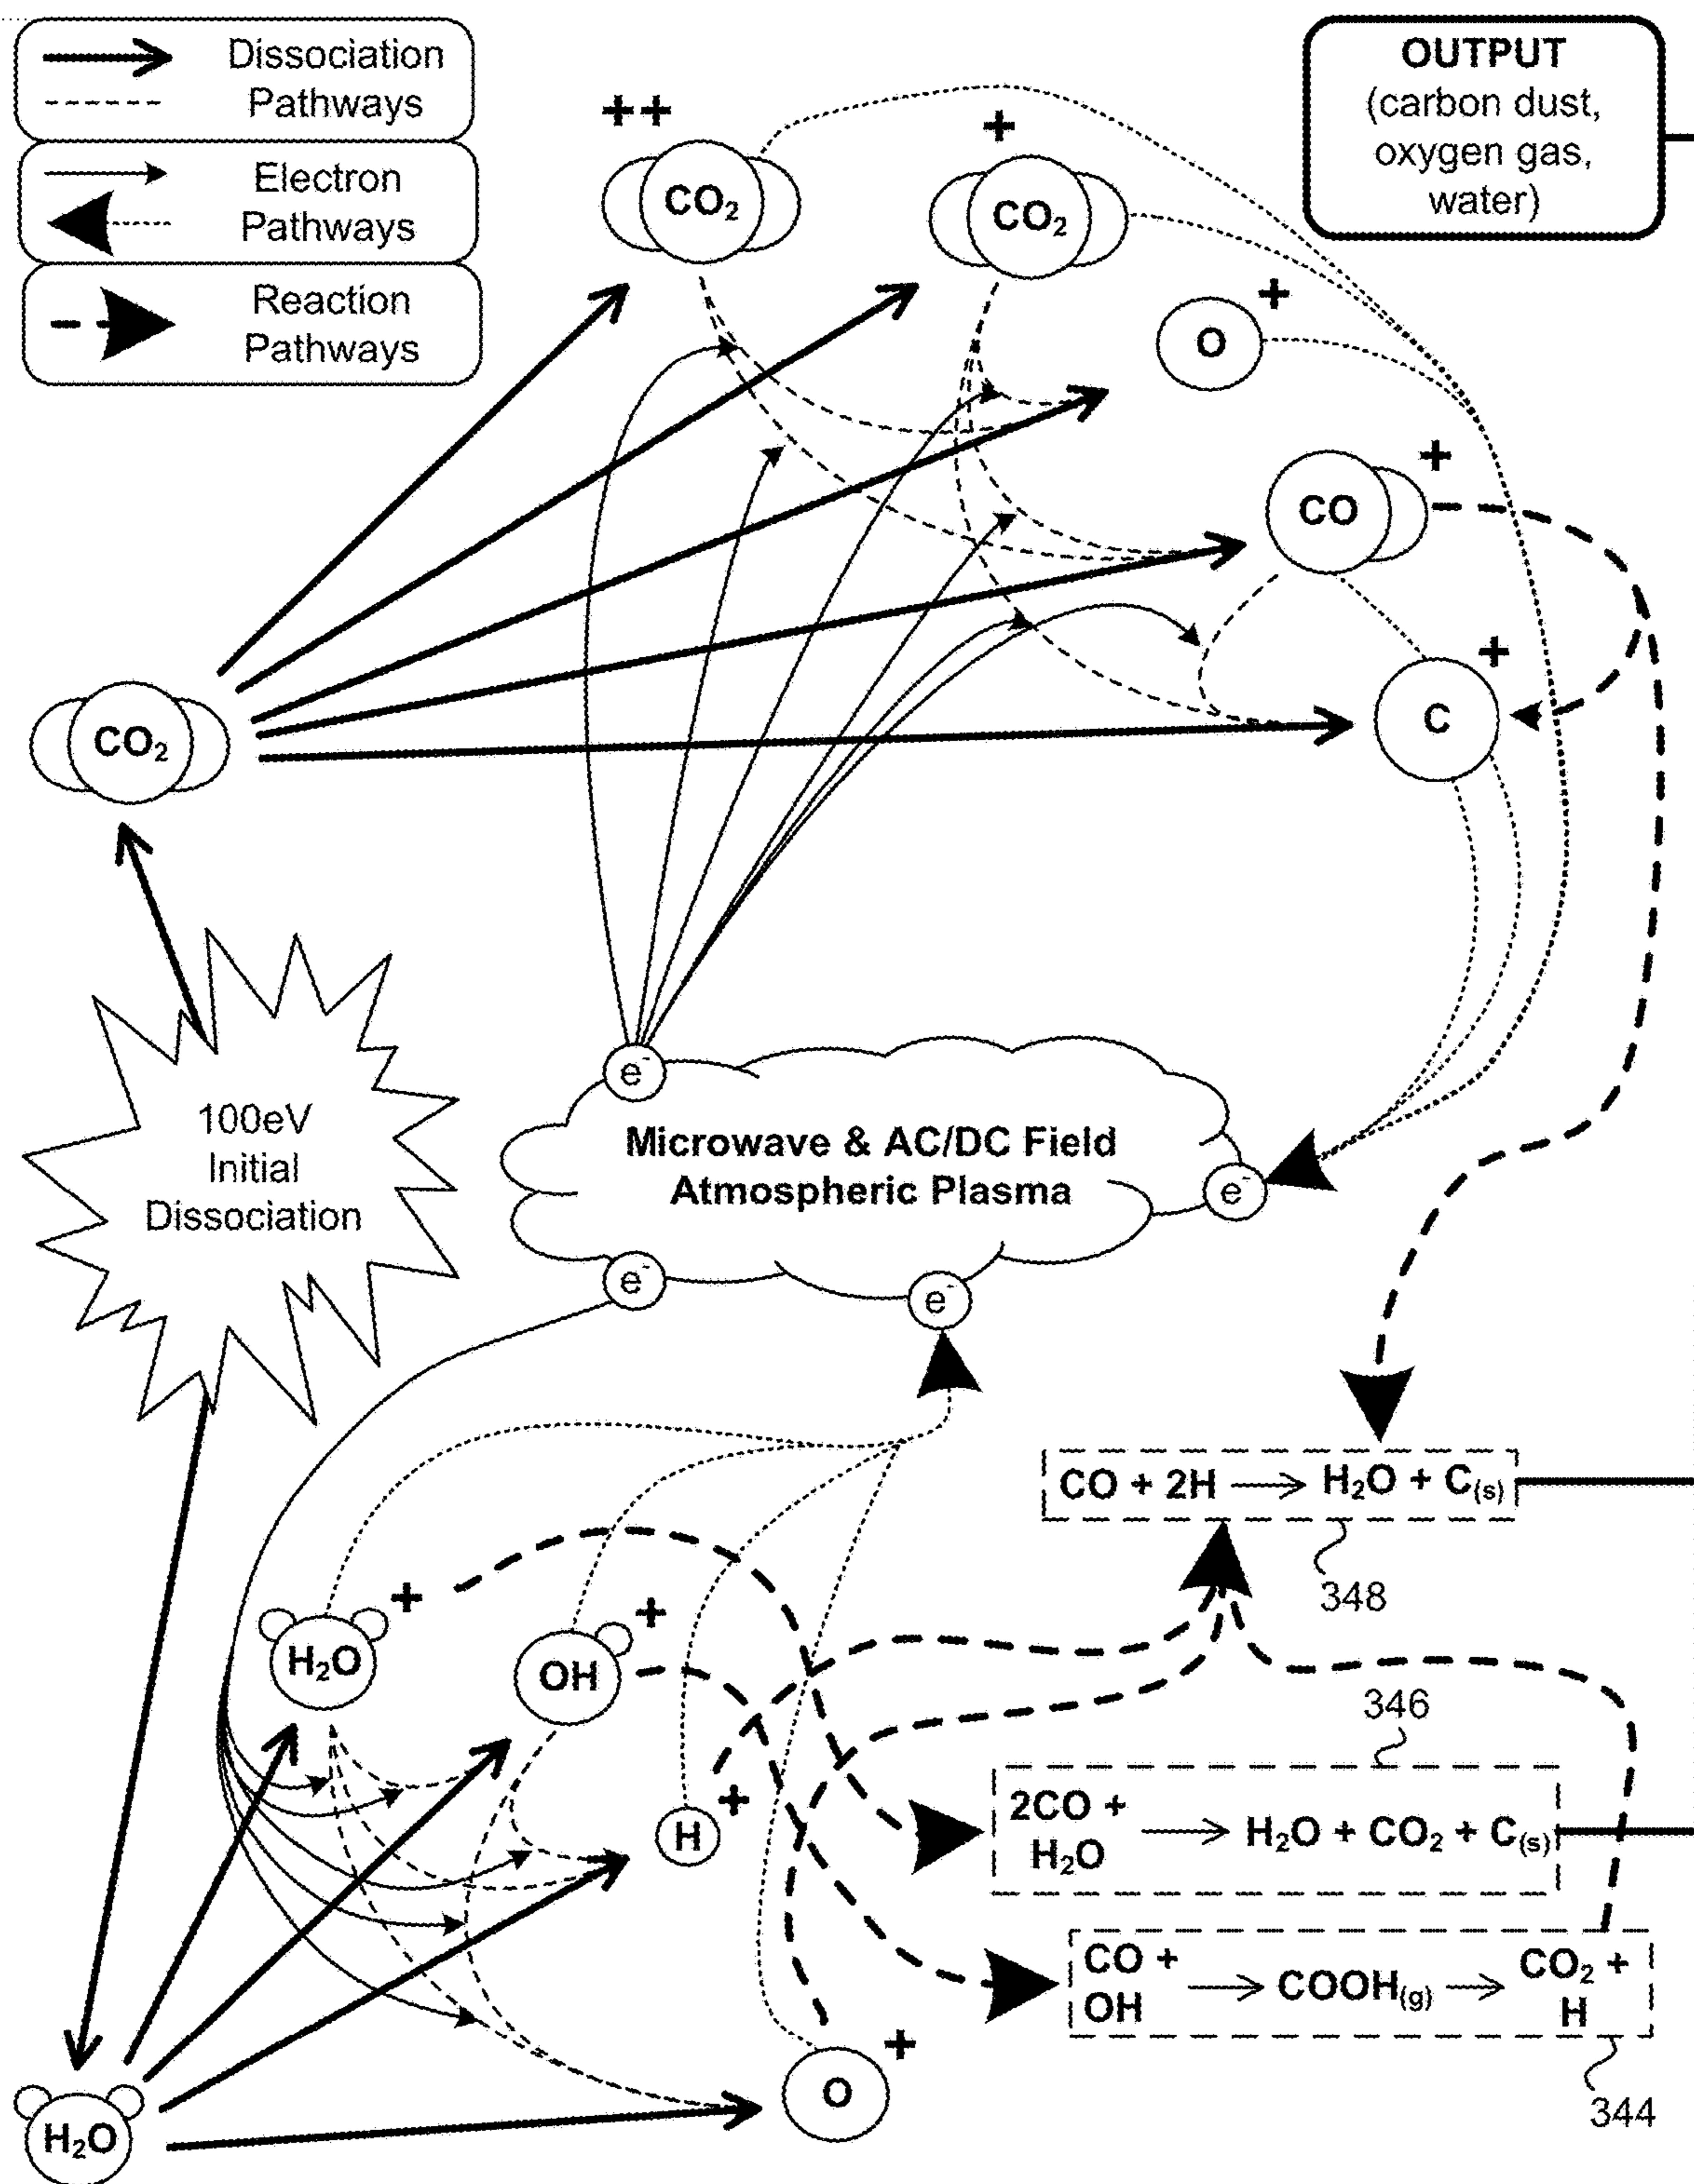 Dissociation
Pathways
Electron
Pathways
Reaction
Pathways
OUTPUT
(carbon dust,
oxygen gas,
water)
++
CO₂
+
CO₂
+
O
+
CO
+
C
CO₂
100eV
Initial
Dissociation
e⁻
Microwave & AC/DC Field
Atmospheric Plasma
e⁻
e⁻
e⁻
CO + 2H → H₂O + C(s)
348
+
H₂O
+
OH
+
H
346
2CO +
H₂O → H₂O + CO₂ + C(s)
CO +
OH → COOH(g) → CO₂ +
H
344
+
O
H₂O